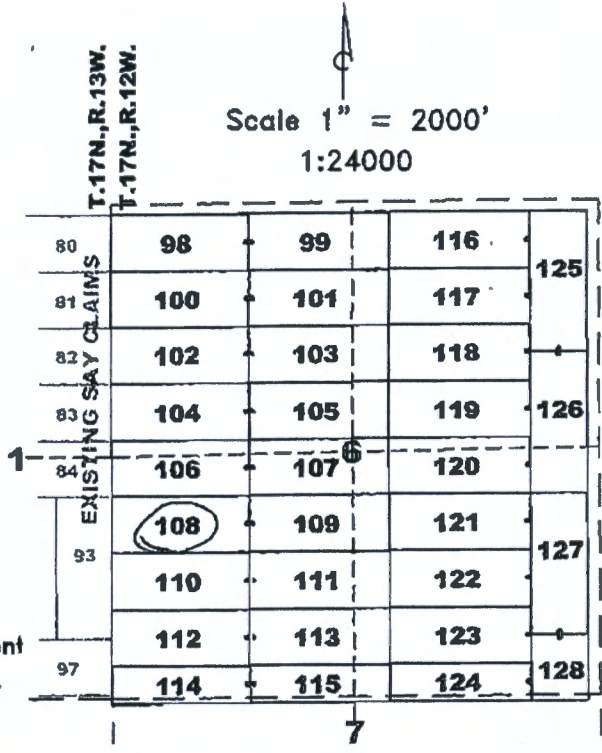 T.17N.,R.13W.
T.17N.,R.12W.
Scale 1" = 2000'
1:24000
EXISTING SAY CLAIMS
80 98 99 116 125
81 100 101 117
82 102 103 118
83 104 105 119 126
1 84 106 107 6 120
93 108 109 121 127
110 111 122
112 113 123
97 114 115 124 128
7